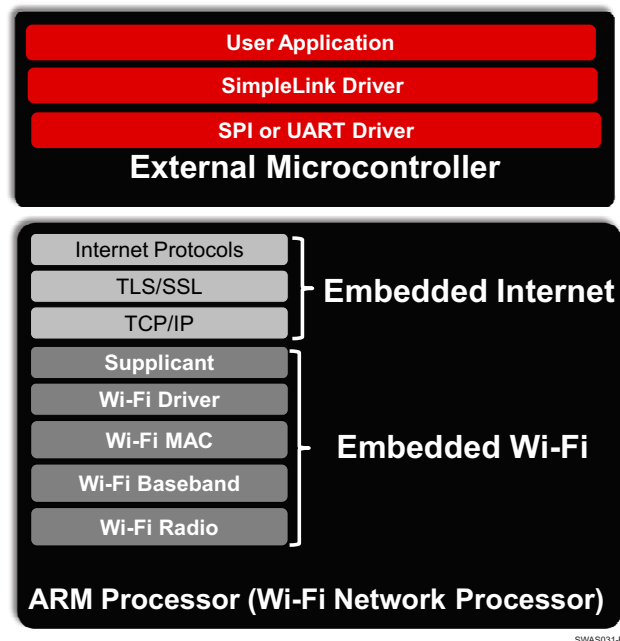 User Application
SimpleLink Driver
SPI or UART Driver
External Microcontroller
Internet Protocols
TLS/SSL
TCP/IP
Embedded Internet
Supplicant
Wi-Fi Driver
Wi-Fi MAC
Wi-Fi Baseband
Wi-Fi Radio
Embedded Wi-Fi
ARM Processor (Wi-Fi Network Processor)